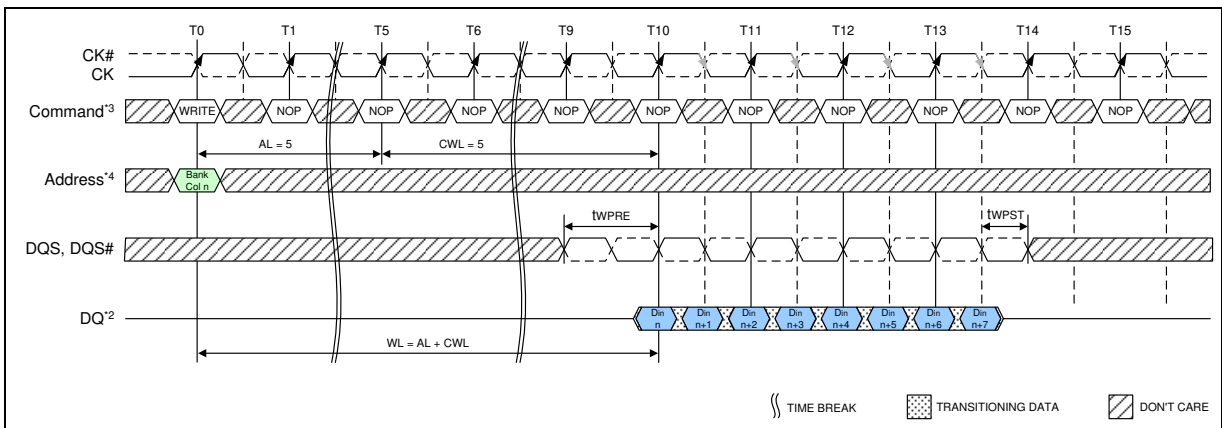 T0 T1 T5 T6 T9 T10 T11 T12 T13 T14 T15
CK#
CK
Command*3 WRITE NOP NOP NOP NOP NOP NOP NOP NOP NOP NOP
AL = 5 CWL = 5
Address*4 Bank
Col n
tWPRE tWPST
DQS, DQS#
DQ*2 Din n Din n+1 Din n+2 Din n+3 Din n+4 Din n+5 Din n+6 Din n+7
WL = AL + CWL
TIME BREAK TRANSITIONING DATA DON'T CARE